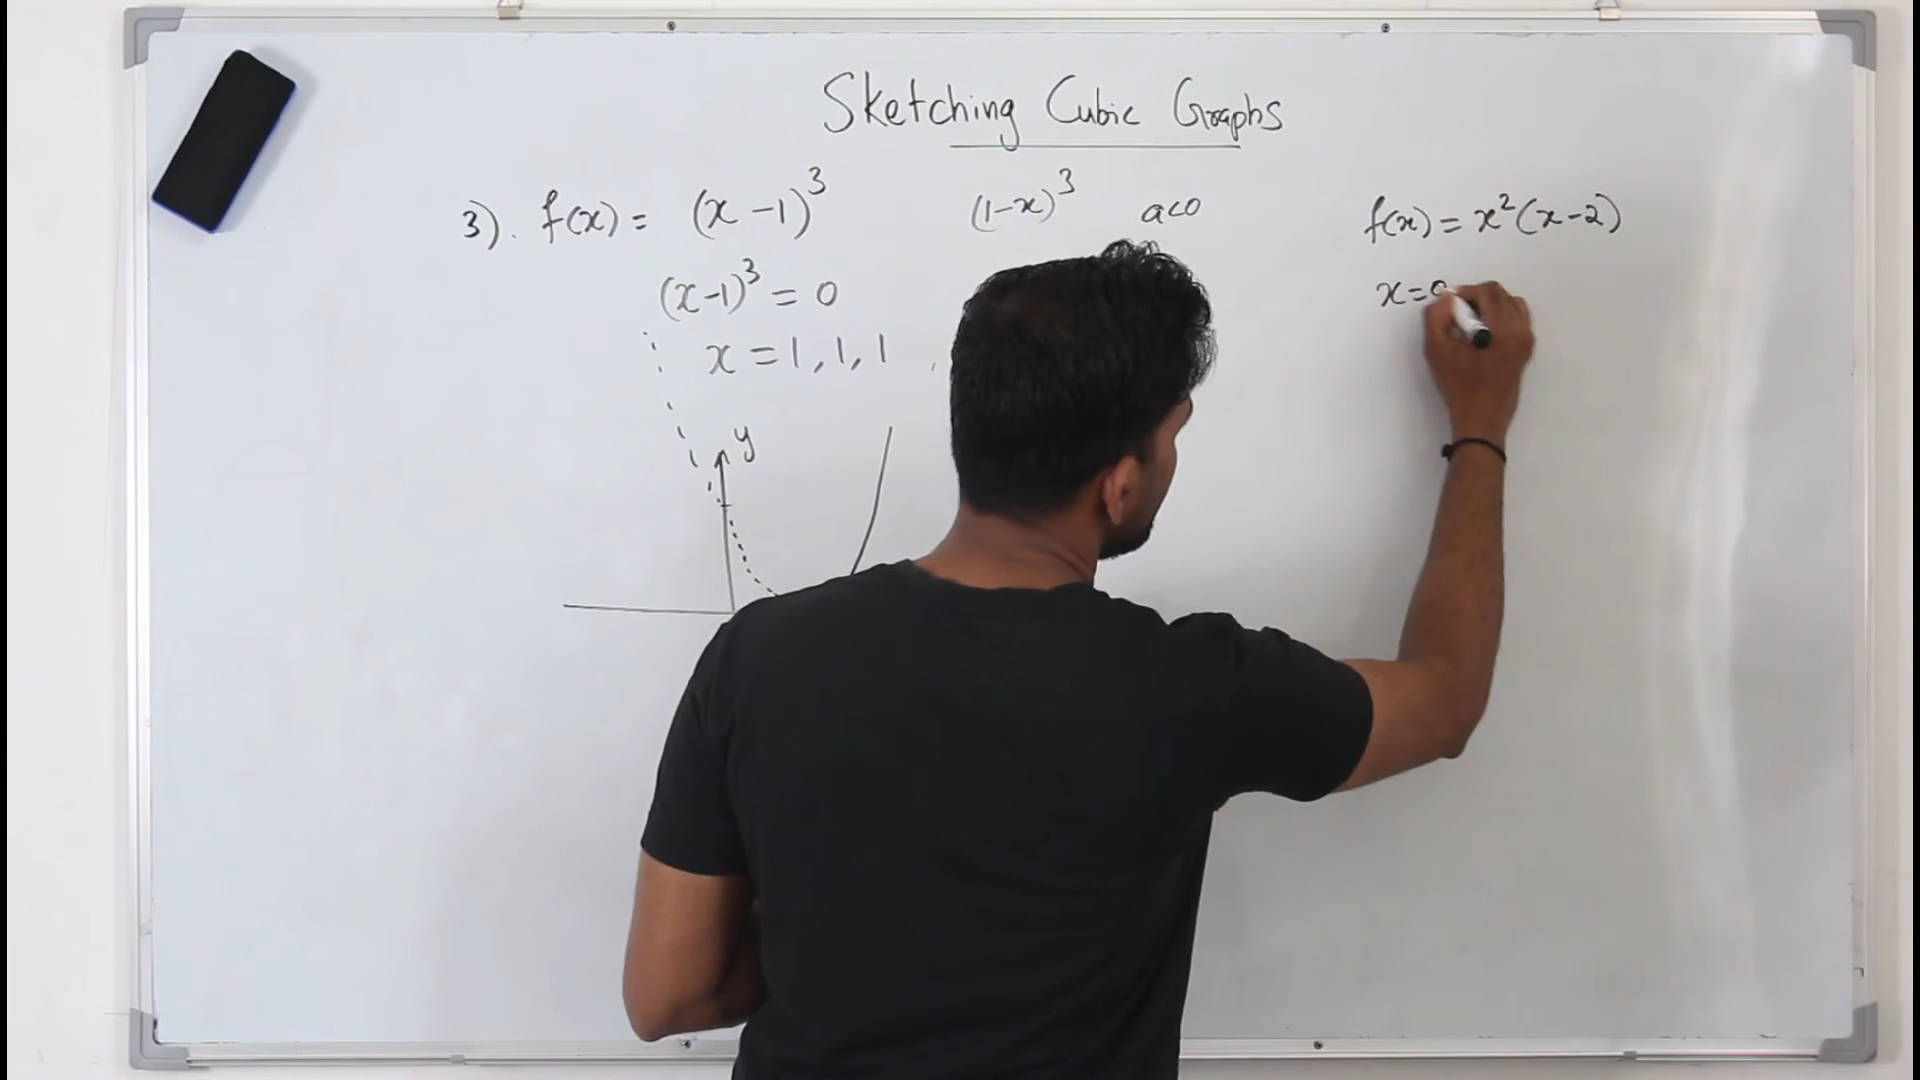 Sketching Cubic Graphs
3). f(x) = (x-1)³
(x-1)³ = 0
x = 1, 1, 1
y
(1-x)³ a<0
f(x) = x²(x-2)
x=0